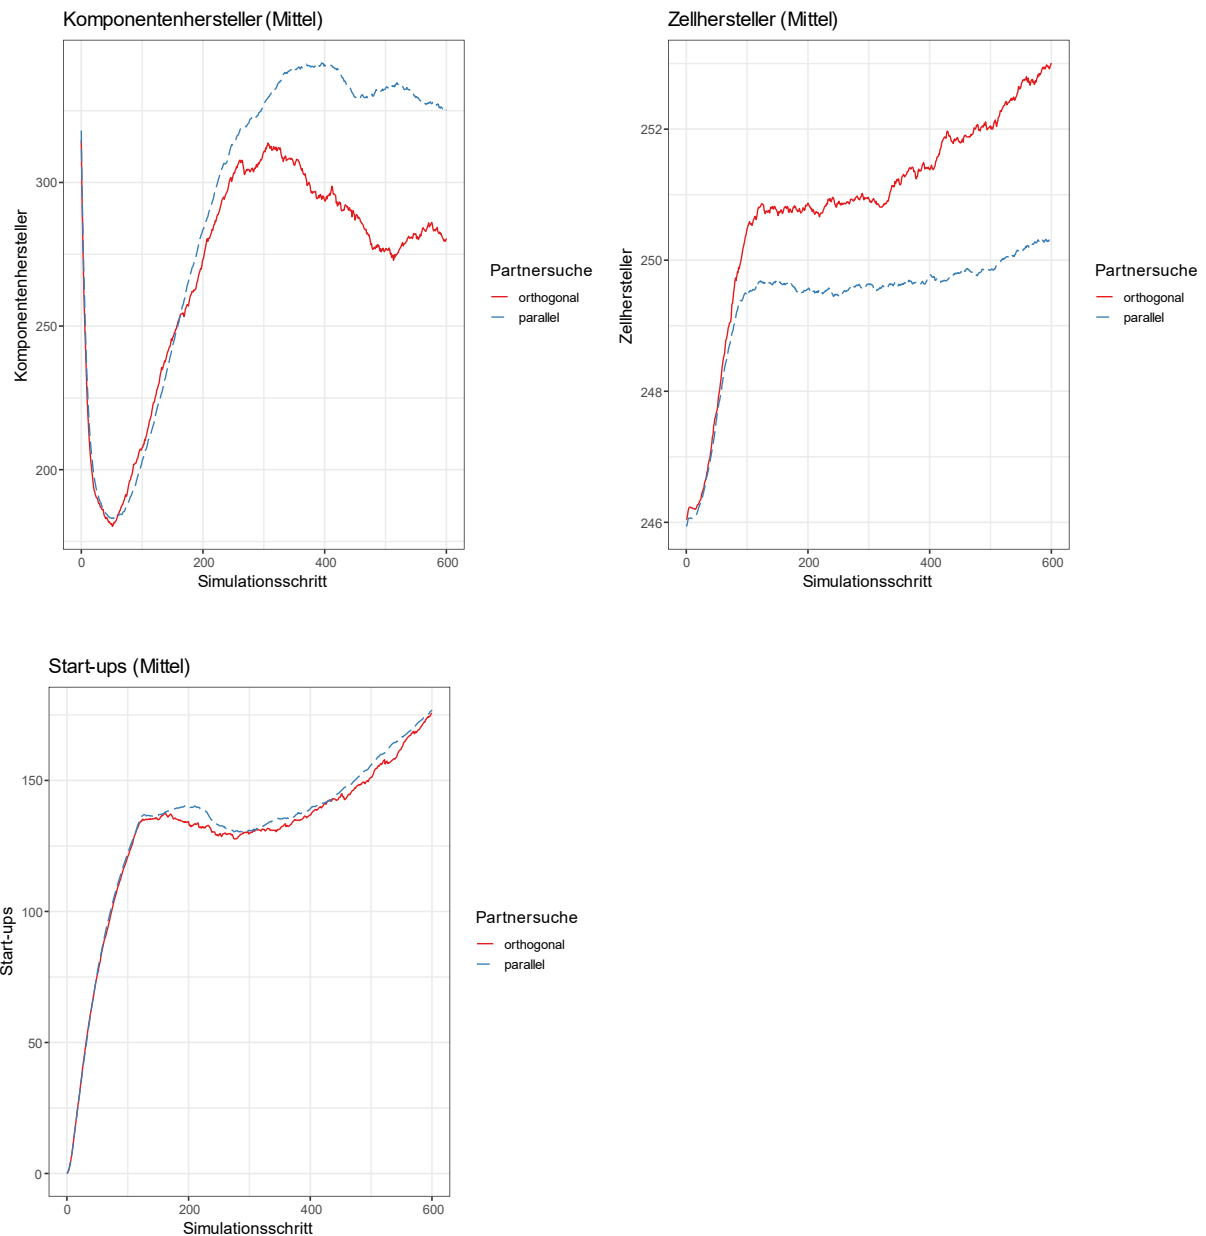 Komponentenhersteller (Mittel)
Komponentenhersteller
300
250
200
0 200 400 600
Simulationsschritt
Partnersuche
orthogonal
parallel
Zellhersteller (Mittel)
Zellhersteller
252
250
248
246
0 200 400 600
Simulationsschritt
Partnersuche
orthogonal
parallel
Start-ups (Mittel)
Start-ups
150
100
50
0
0 200 400 600
Simulationsschritt
Partnersuche
orthogonal
parallel